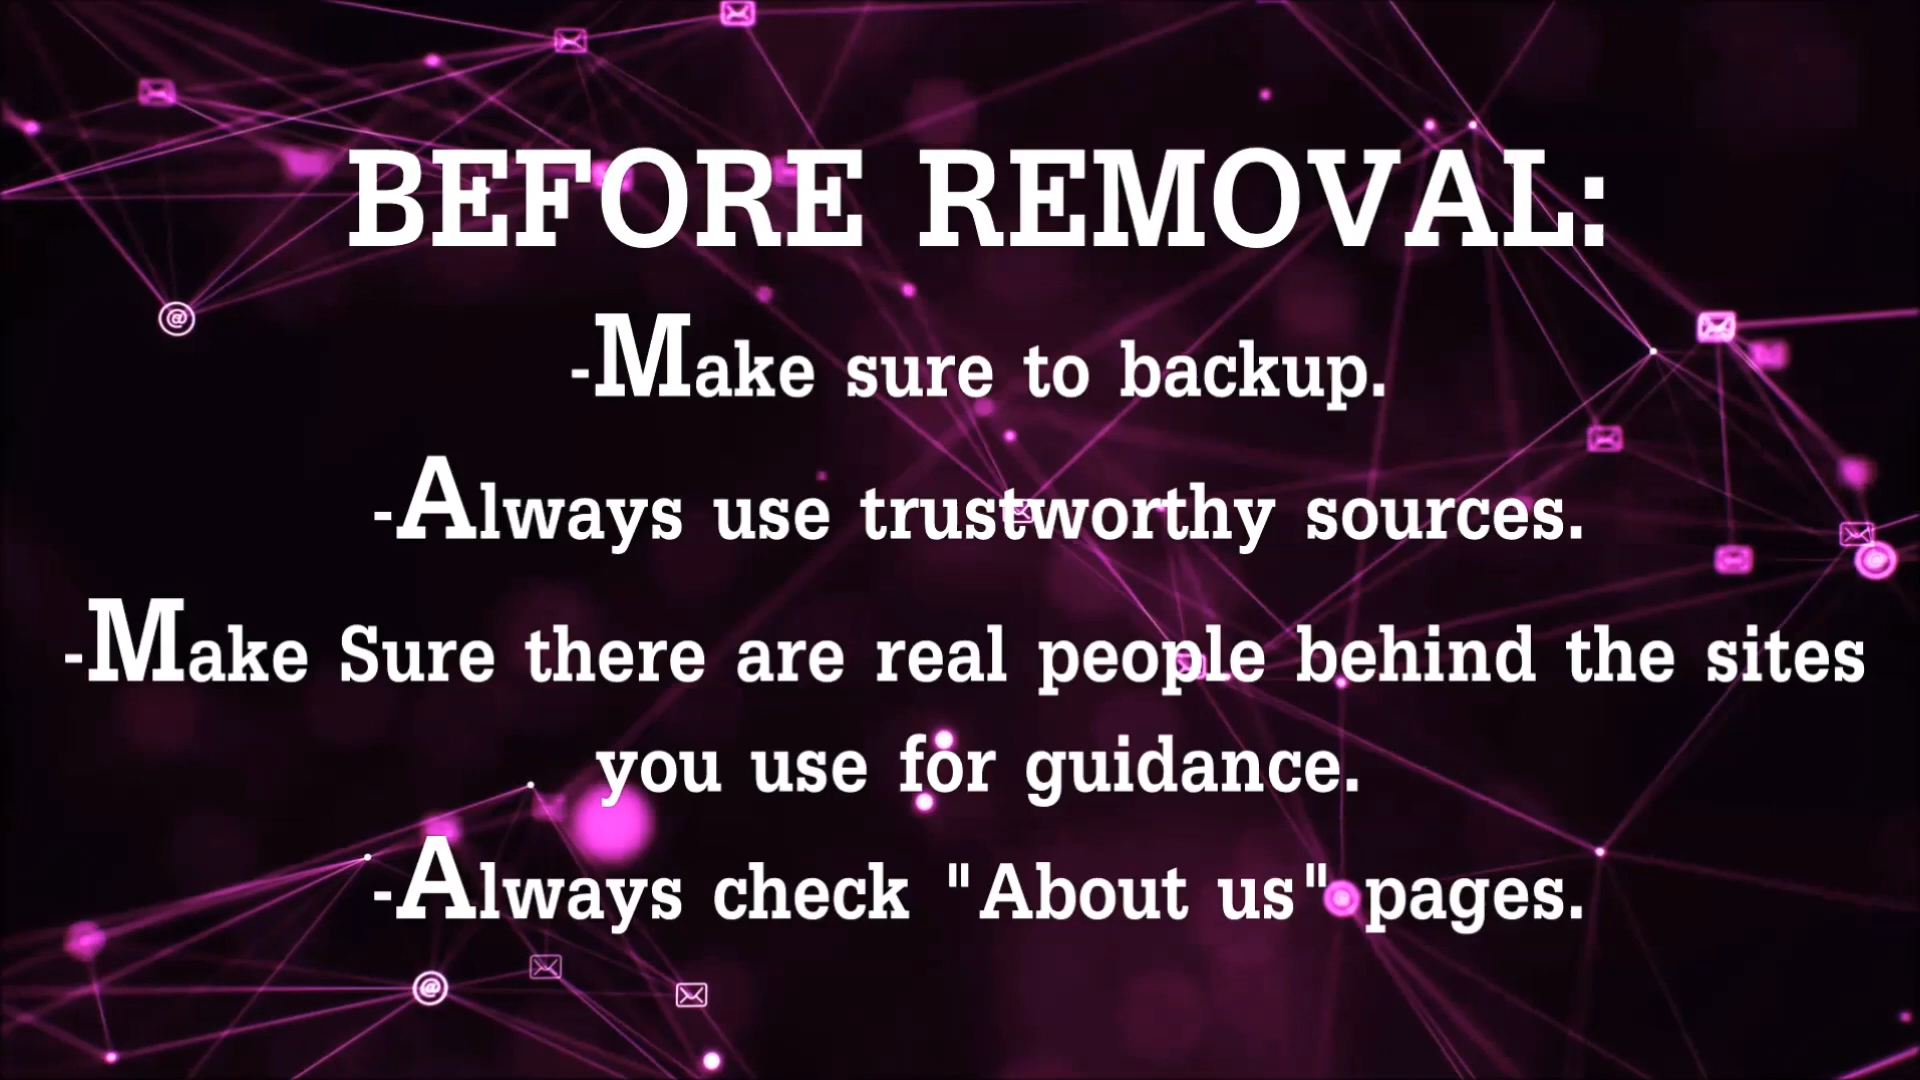 BEFORE REMOVAL:
-Make sure to backup.
-Always use trustworthy sources.
-Make Sure there are real people behind the sites
you use for guidance.
-Always check "About us" pages.